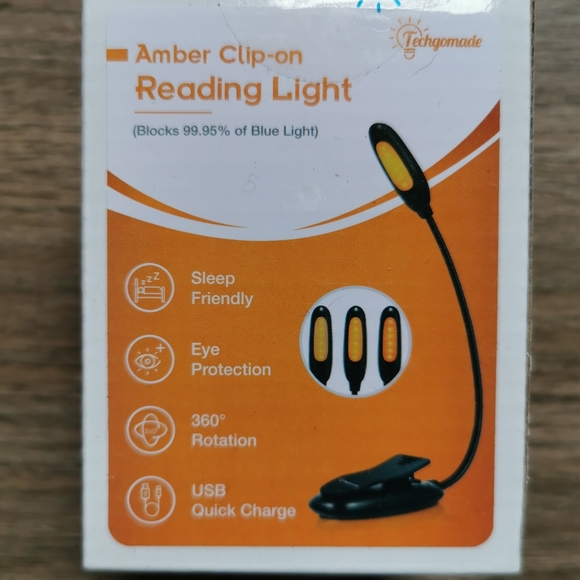 Techgomade
Amber Clip-on
Reading Light
(Blocks 99.95% of Blue Light)
Sleep
Friendly
Eye
Protection
360°
Rotation
USB
Quick Charge